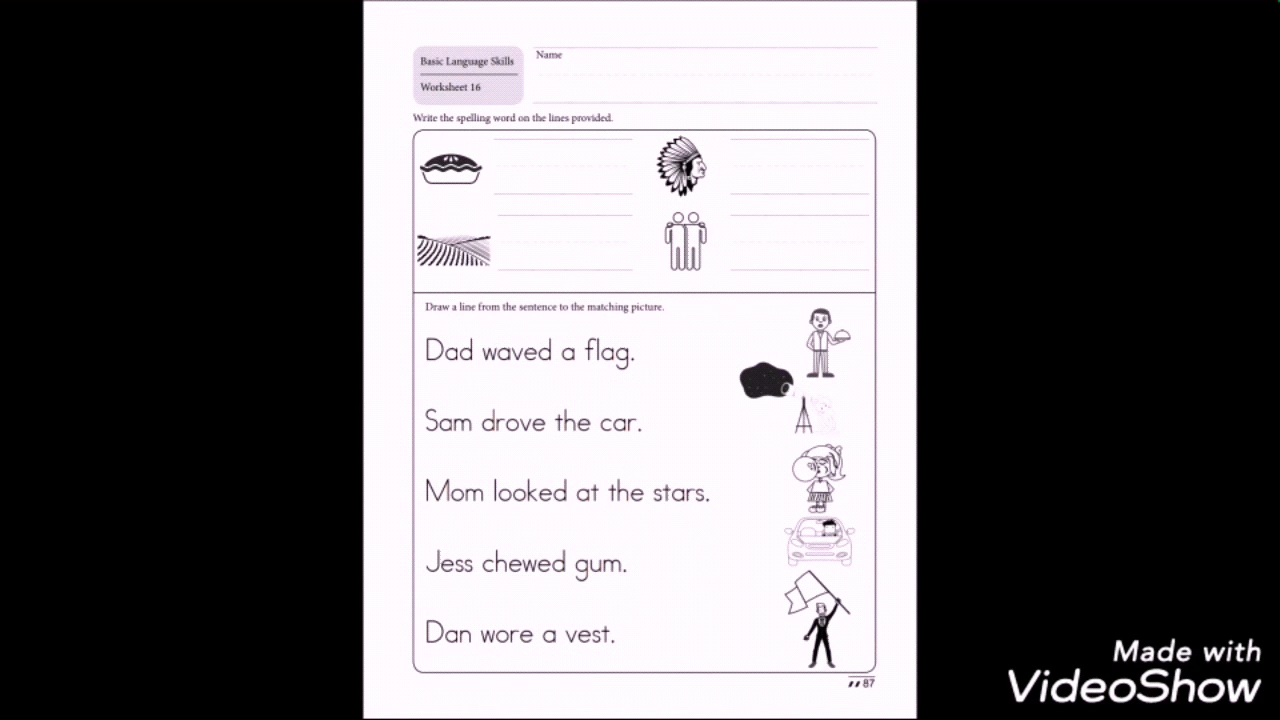 Basic Language Skills
Worksheet 16
Name
Write the spelling word on the lines provided.
Draw a line from the sentence to the matching picture.
Dad waved a flag.
Sam drove the car.
Mom looked at the stars.
Jess chewed gum.
Dan wore a vest.
87
Made with
VideoShow